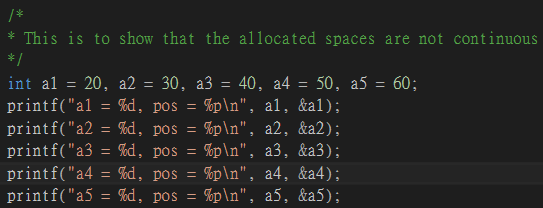 /*
* This is to show that the allocated spaces are not continuous
*/
int a1 = 20, a2 = 30, a3 = 40, a4 = 50, a5 = 60;
printf("a1 = %d, pos = %p\n", a1, &a1);
printf("a2 = %d, pos = %p\n", a2, &a2);
printf("a3 = %d, pos = %p\n", a3, &a3);
printf("a4 = %d, pos = %p\n", a4, &a4);
printf("a5 = %d, pos = %p\n", a5, &a5);